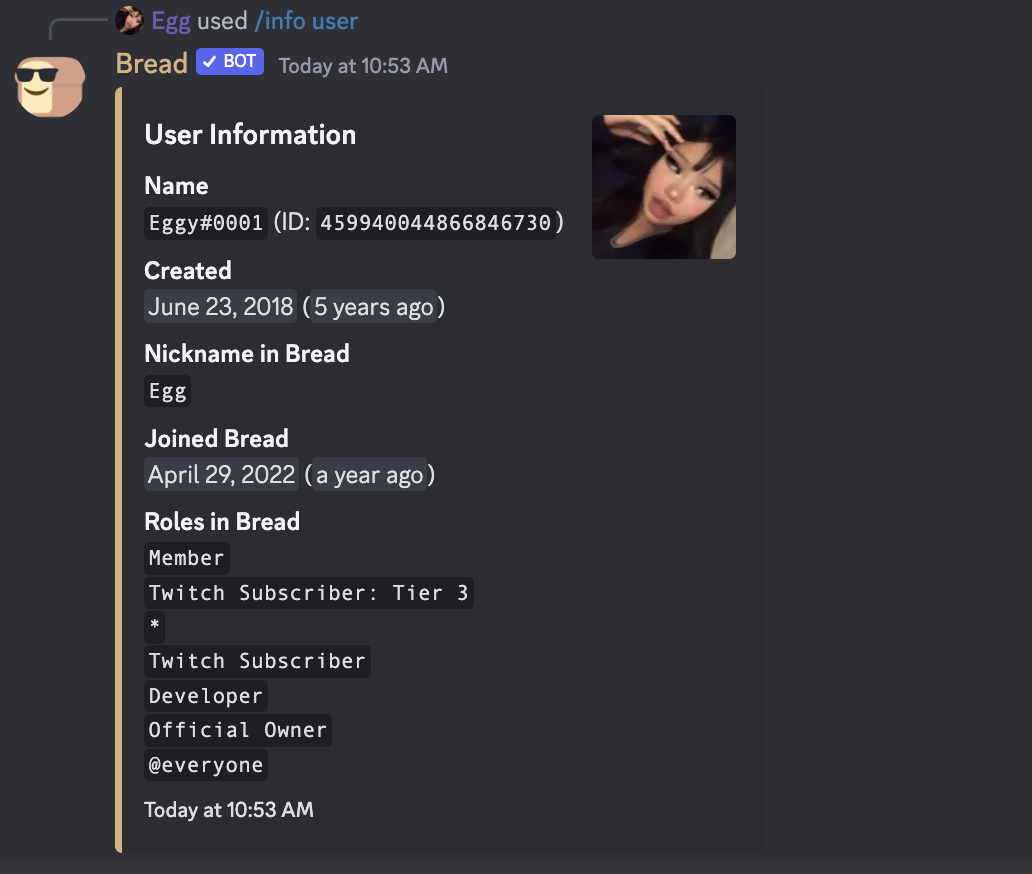 Egg used /info user
Bread ✓ BOT Today at 10:53 AM
User Information
Name
Eggy#0001 (ID: 459940044866846730)
Created
June 23, 2018 (5 years ago)
Nickname in Bread
Egg
Joined Bread
April 29, 2022 (a year ago)
Roles in Bread
Member
Twitch Subscriber: Tier 3
*
Twitch Subscriber
Developer
Official Owner
@everyone
Today at 10:53 AM